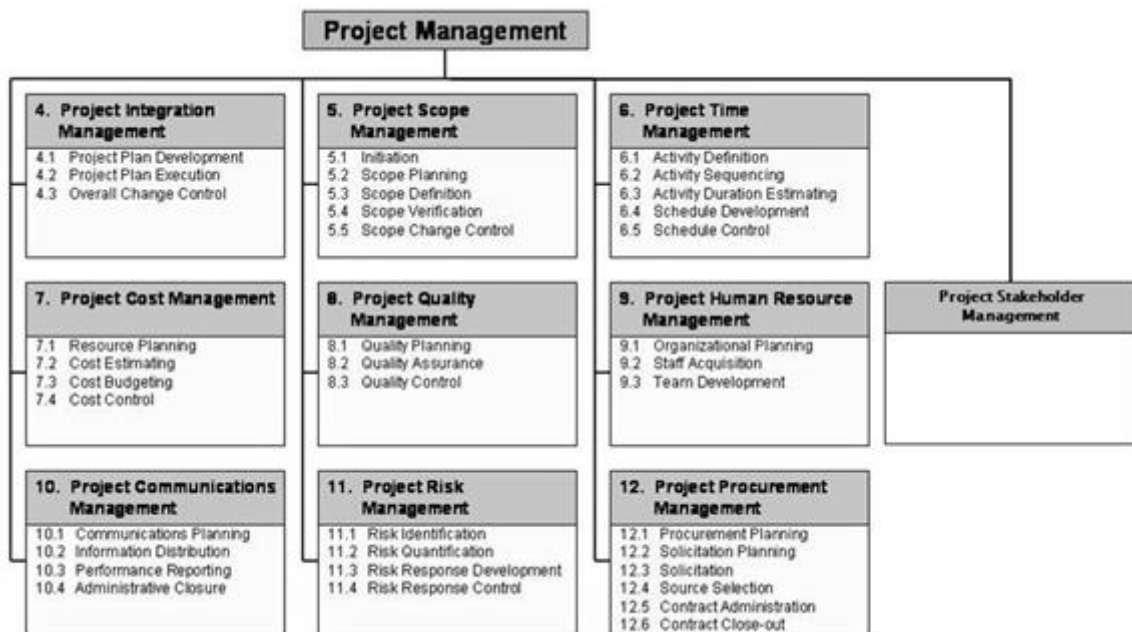 Project Management
4. Project Integration
Management
4.1 Project Plan Development
4.2 Project Plan Execution
4.3 Overall Change Control
5. Project Scope
Management
5.1 Initiation
5.2 Scope Planning
5.3 Scope Definition
5.4 Scope Verification
5.5 Scope Change Control
6. Project Time
Management
6.1 Activity Definition
6.2 Activity Sequencing
6.3 Activity Duration Estimating
6.4 Schedule Development
6.5 Schedule Control
7. Project Cost Management
7.1 Resource Planning
7.2 Cost Estimating
7.3 Cost Budgeting
7.4 Cost Control
8. Project Quality
Management
8.1 Quality Planning
8.2 Quality Assurance
8.3 Quality Control
9. Project Human Resource
Management
9.1 Organizational Planning
9.2 Staff Acquisition
9.3 Team Development
Project Stakeholder
Management
10. Project Communications
Management
10.1 Communications Planning
10.2 Information Distribution
10.3 Performance Reporting
10.4 Administrative Closure
11. Project Risk
Management
11.1 Risk Identification
11.2 Risk Quantification
11.3 Risk Response Development
11.4 Risk Response Control
12. Project Procurement
Management
12.1 Procurement Planning
12.2 Solicitation Planning
12.3 Solicitation
12.4 Source Selection
12.5 Contract Administration
12.6 Contract Close-out